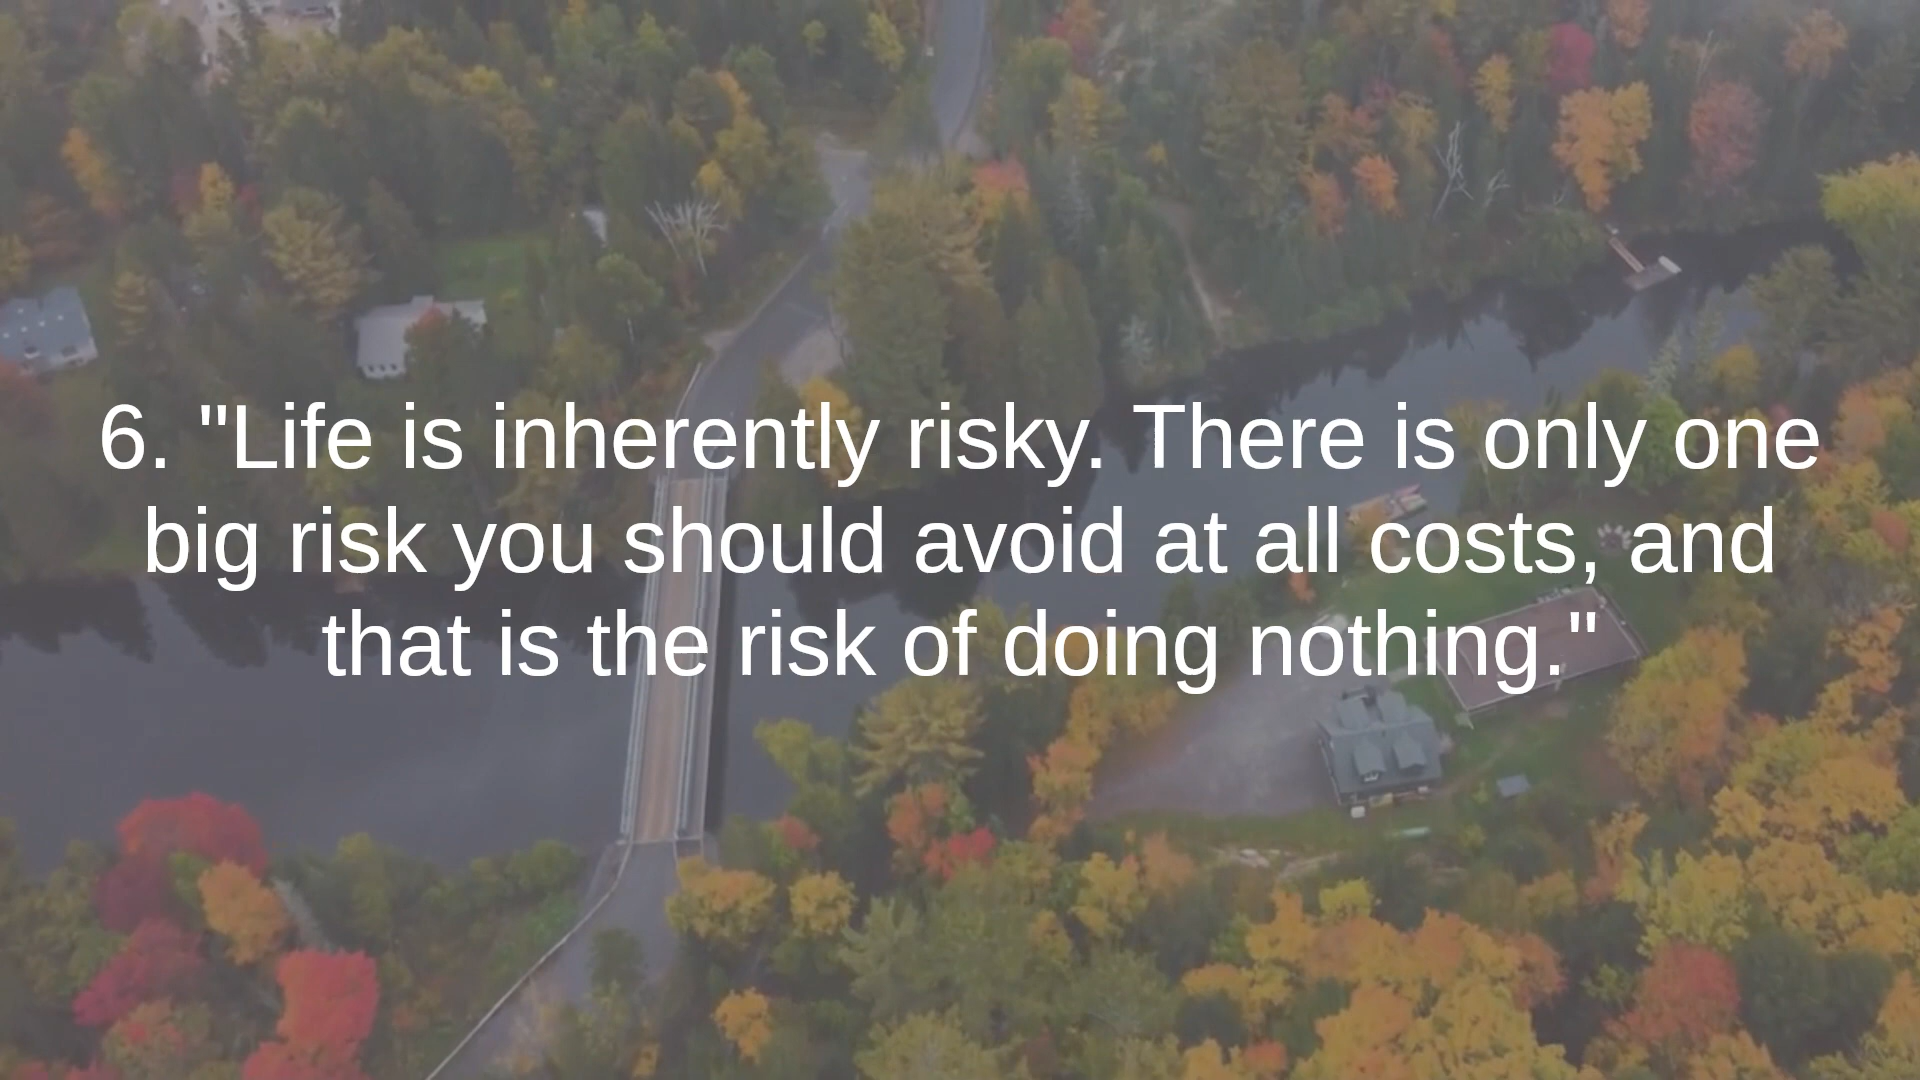 6. "Life is inherently risky. There is only one
big risk you should avoid at all costs, and
that is the risk of doing nothing."